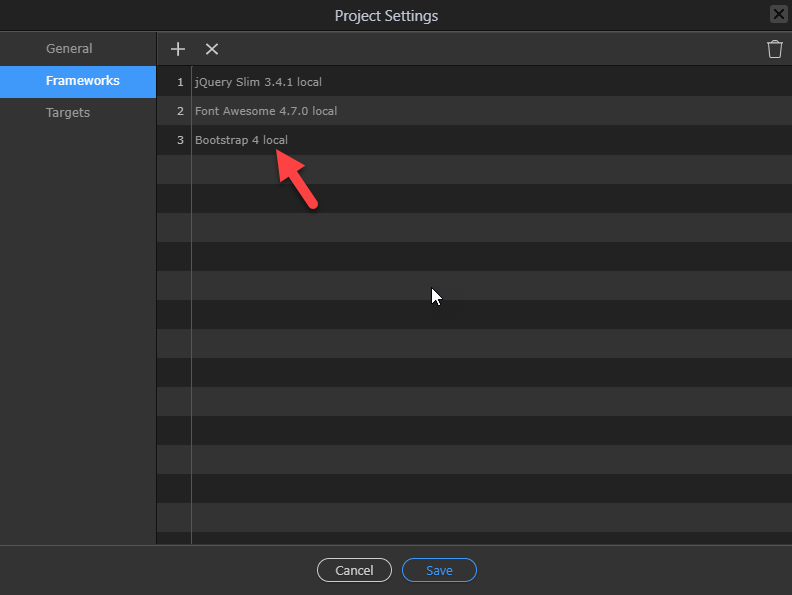 Project Settings
General
Frameworks
Targets
1 jQuery Slim 3.4.1 local
2 Font Awesome 4.7.0 local
3 Bootstrap 4 local
Cancel
Save